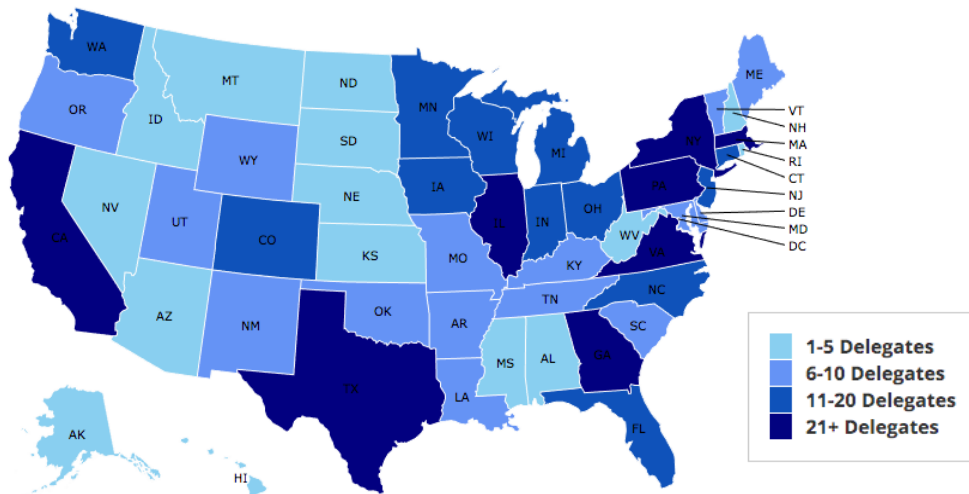 WA
MT
ND
MN
ME
OR
ID
SD
WI
MI
NY
VT
NH
MA
RI
CT
NJ
DE
MD
DC
WY
NE
IA
PA
NV
UT
CO
IL
IN
OH
CA
KS
MO
WV
VA
KY
AZ
NM
OK
AR
TN
NC
SC
MS
AL
GA
TX
LA
FL
AK
HI
1-5 Delegates
6-10 Delegates
11-20 Delegates
21+ Delegates